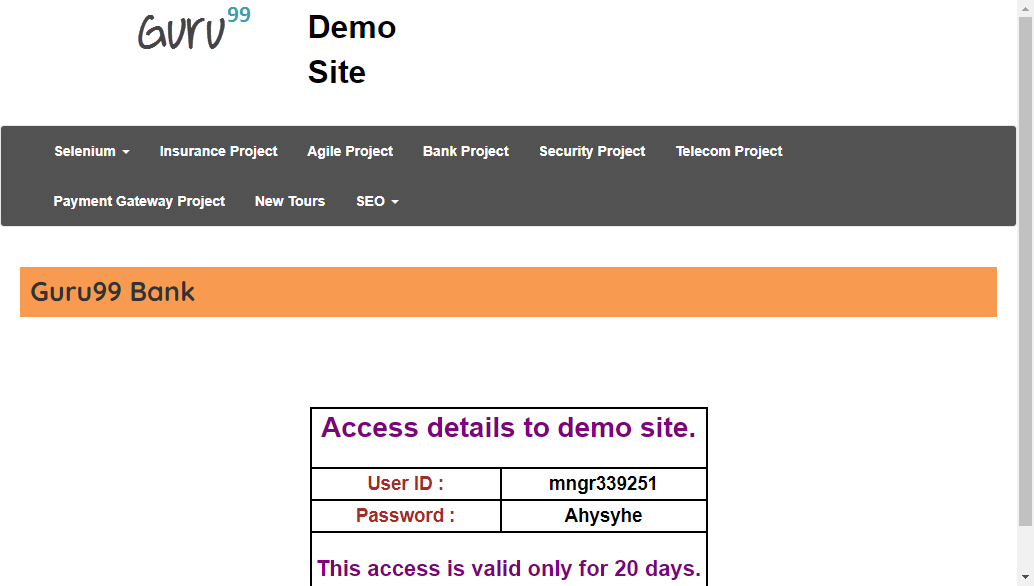 Guru99
Demo
Site
Selenium Insurance Project Agile Project Bank Project Security Project Telecom Project
Payment Gateway Project New Tours SEO
Guru99 Bank
Access details to demo site.
User ID : mngr339251
Password : Ahysyhe
This access is valid only for 20 days.